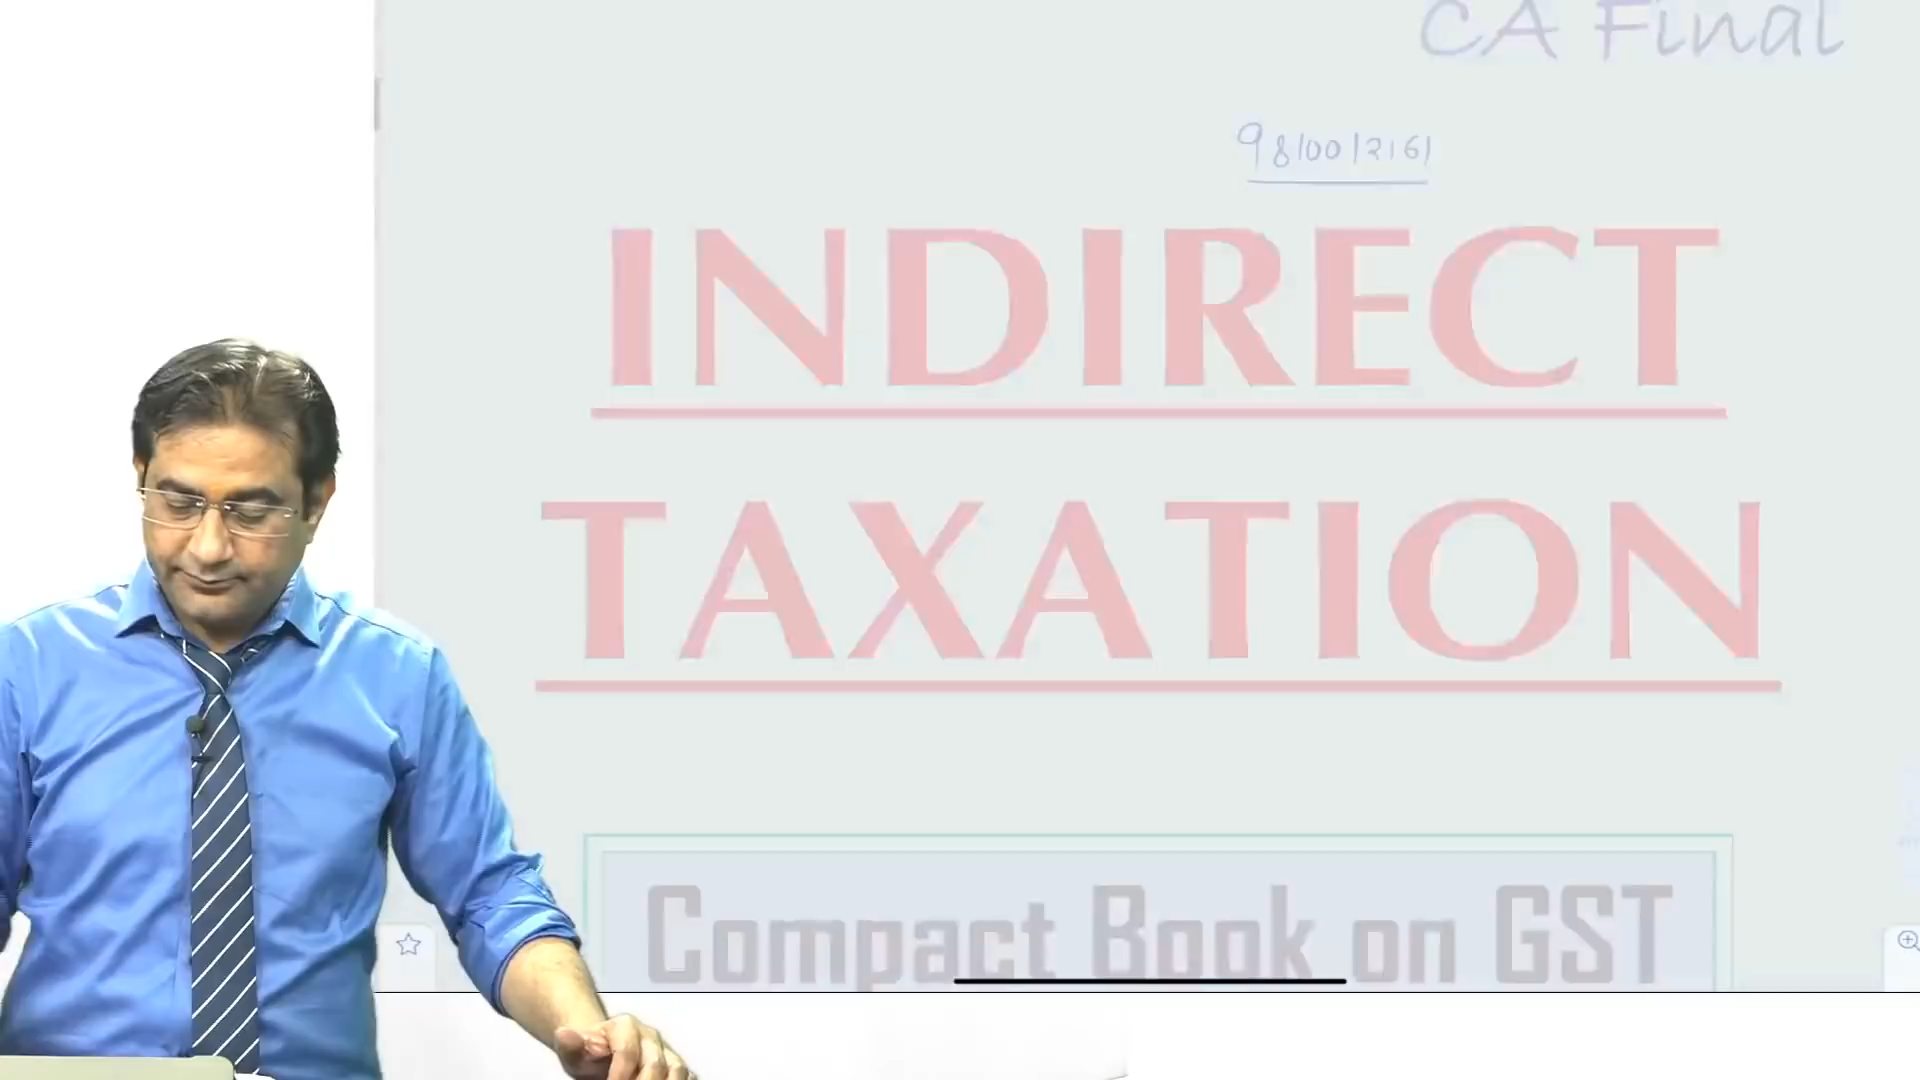 CA Final
9810012161
INDIRECT
TAXATION
Compact Book on GST